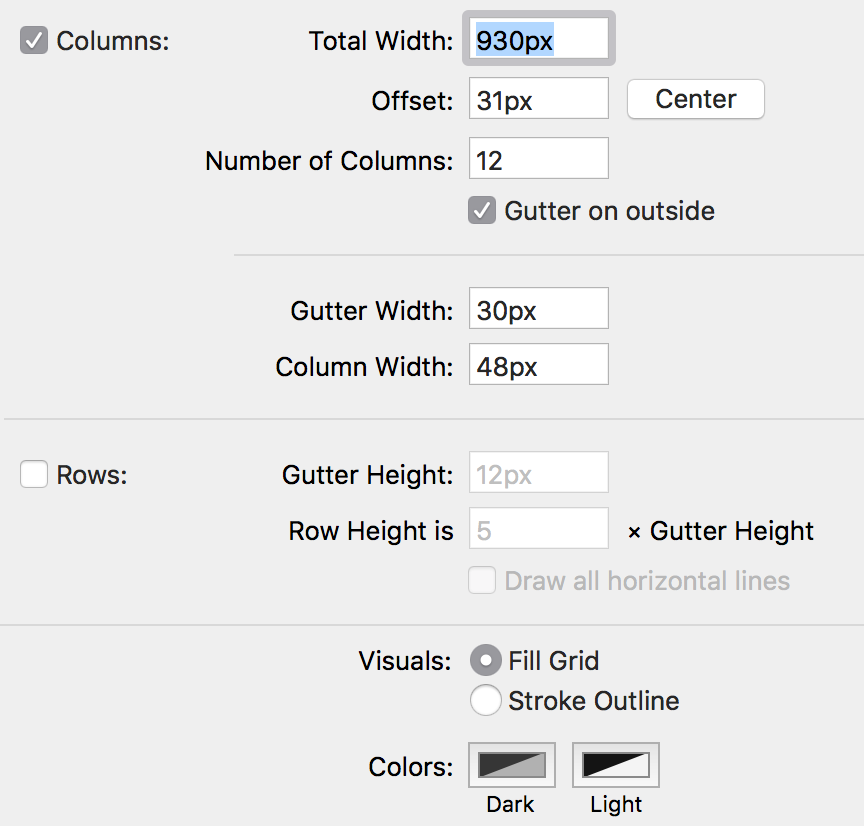 Columns: Total Width: 930px
Offset: 31px Center
Number of Columns: 12
Gutter on outside
Gutter Width: 30px
Column Width: 48px
Rows: Gutter Height: 12px
Row Height is 5 × Gutter Height
Draw all horizontal lines
Visuals: Fill Grid
Stroke Outline
Colors:
Dark Light